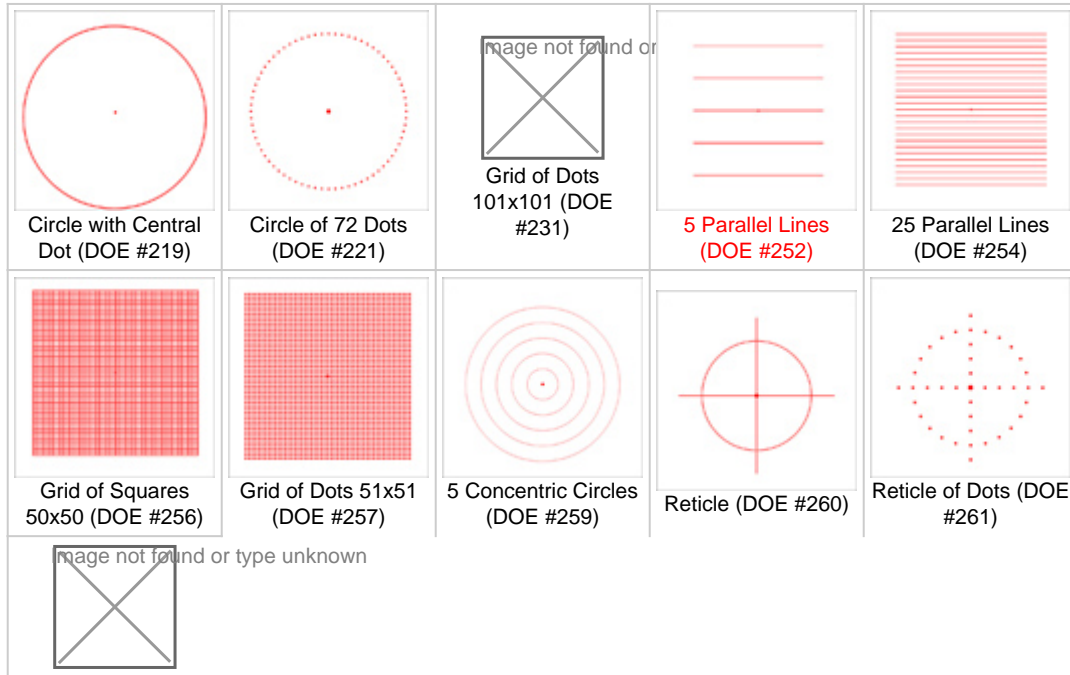 Image not found or
Circle with Central
Dot (DOE #219)
Circle of 72 Dots
(DOE #221)
Grid of Dots
101x101 (DOE
#231)
5 Parallel Lines
(DOE #252)
25 Parallel Lines
(DOE #254)
Grid of Squares
50x50 (DOE #256)
Grid of Dots 51x51
(DOE #257)
5 Concentric Circles
(DOE #259)
Reticle (DOE #260)
Reticle of Dots (DOE
#261)
Image not found or type unknown